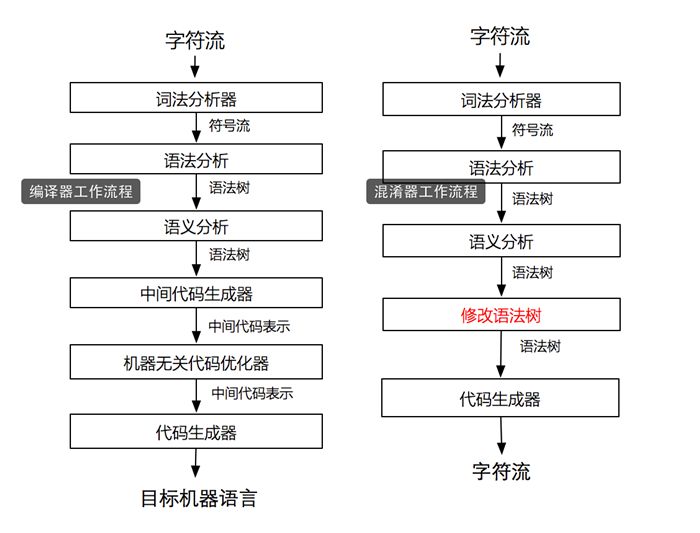 字符流
词法分析器
符号流
语法分析
编译器工作流程
语法树
语义分析
语法树
中间代码生成器
中间代码表示
机器无关代码优化器
中间代码表示
代码生成器
目标机器语言
字符流
词法分析器
符号流
语法分析
混淆器工作流程
语法树
语义分析
语法树
修改语法树
语法树
代码生成器
字符流